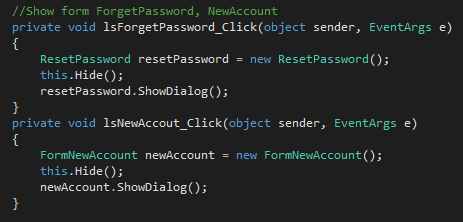 //Show form ForgetPassword, NewAccount
private void lsForgetPassword_Click(object sender, EventArgs e)
{
ResetPassword resetPassword = new ResetPassword();
this.Hide();
resetPassword.ShowDialog();
}
private void lsNewAccout_Click(object sender, EventArgs e)
{
FormNewAccount newAccount = new FormNewAccount();
this.Hide();
newAccount.ShowDialog();
}